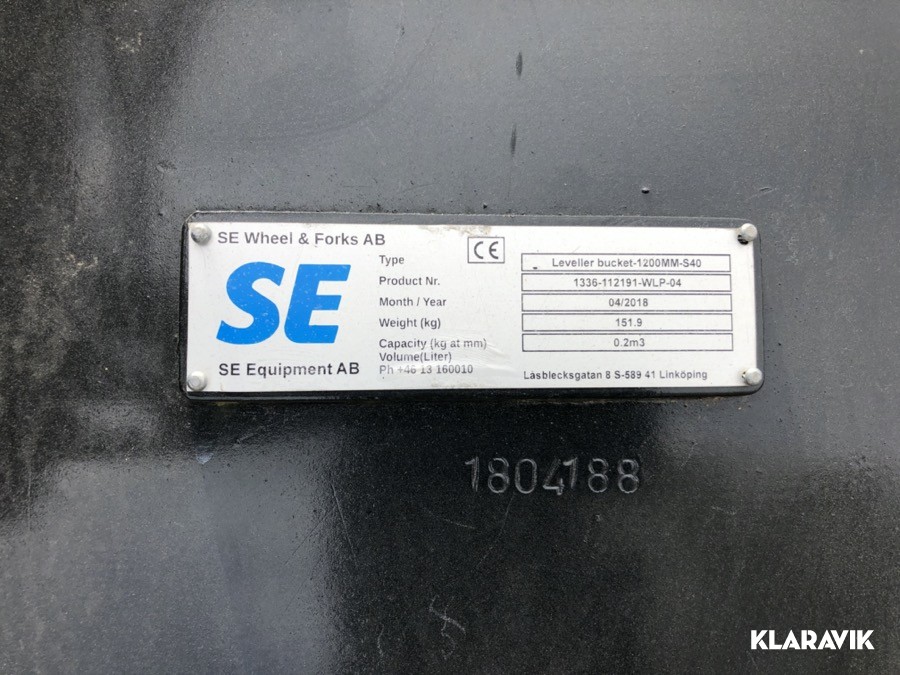 SE Wheel & Forks AB
CE
SE
SE Equipment AB
Type Leveller bucket-1200MM-S40
Product Nr. 1336-112191-WLP-04
Month / Year 04/2018
Weight (kg) 151.9
Capacity (kg at mm) 0.2m3
Volume(Liter)
Ph +46 13 160010
Läsblecksgatan 8 S-589 41 Linköping
1804188
KLARAVIK